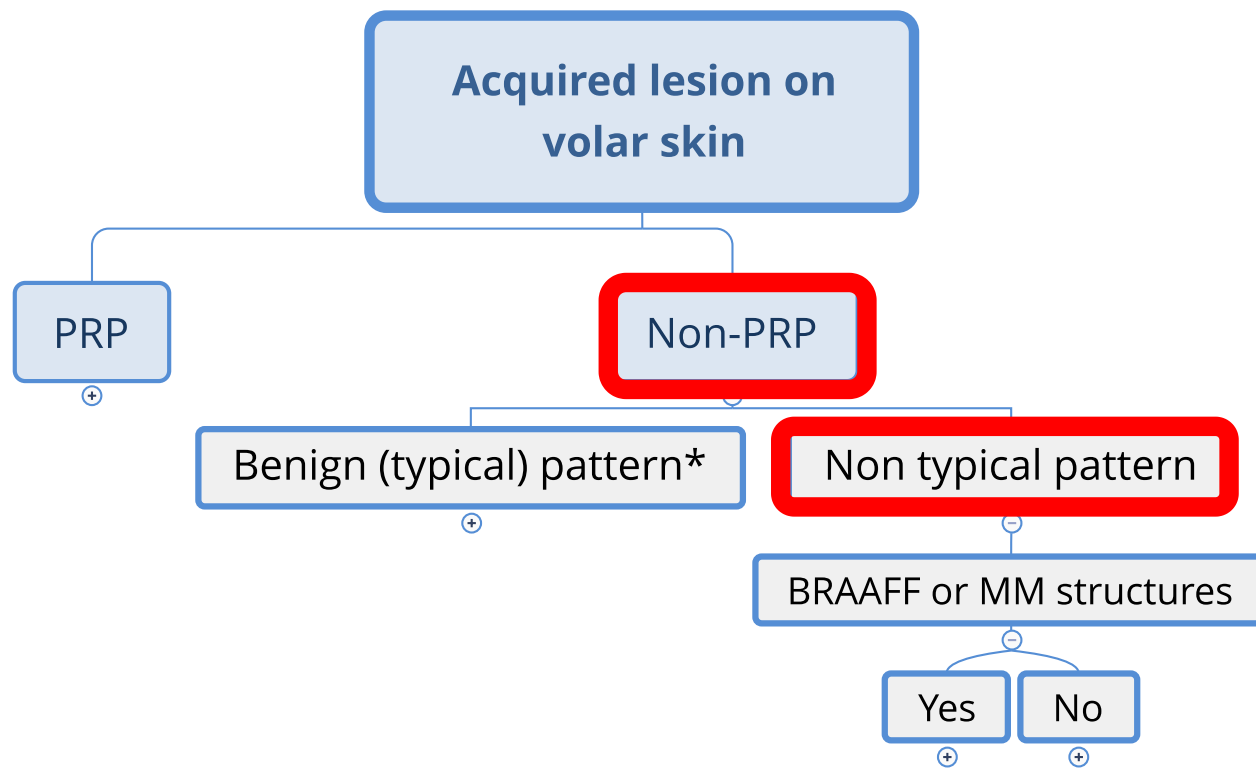 Acquired lesion on
volar skin
PRP
Non-PRP
Benign (typical) pattern*
Non typical pattern
BRAAFF or MM structures
Yes
No